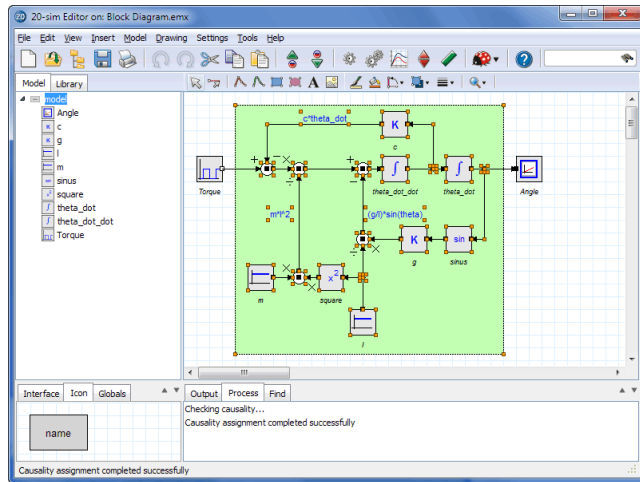 20-sim Editor on: Block Diagram.emx
File Edit View Insert Model Drawing Settings Tools Help
Model Library
model
Angle
c
g
l
m
sinus
square
theta_dot
theta_dot_dot
Torque
c*theta_dot
K
c
Torque
theta_dot_dot
theta_dot
Angle
m*l^2
(g/l)*sin(theta)
K
sin
g
sinus
x²
m
square
l
Interface Icon Globals
Output Process Find
name
Checking causality...
Causality assignment completed successfully
Causality assignment completed successfully